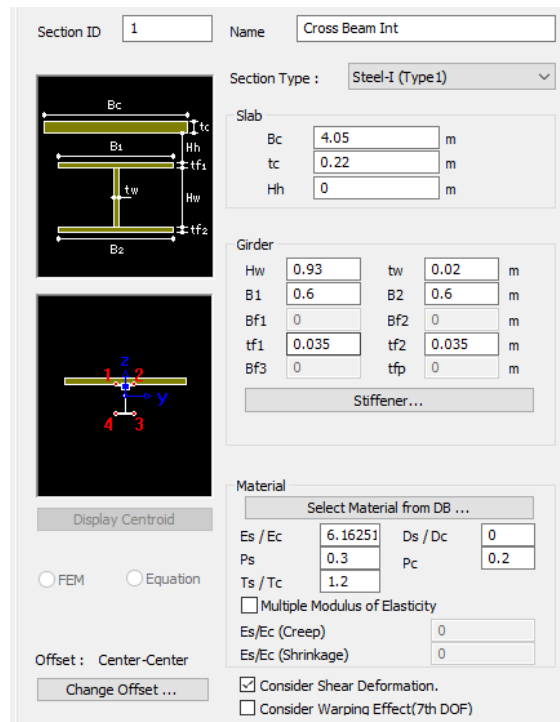 Section ID 1 Name Cross Beam Int
Section Type : Steel-I (Type1)
Slab
Bc 4.05 m
tc 0.22 m
Hh 0 m
Bc
tc
Hh
B1
tf1
tw
Hw
tf2
B2
Girder
Hw 0.93 tw 0.02 m
B1 0.6 B2 0.6 m
Bf1 0 Bf2 0 m
tf1 0.035 tf2 0.035 m
Bf3 0 tfp 0 m
Stiffener...
z
1 2
y
4 3
Display Centroid
FEM Equation
Offset : Center-Center
Change Offset ...
Material
Select Material from DB ...
Es / Ec 6.16251 Ds / Dc 0
Ps 0.3 Pc 0.2
Ts / Tc 1.2
Multiple Modulus of Elasticity
Es/Ec (Creep) 0
Es/Ec (Shrinkage) 0
Consider Shear Deformation.
Consider Warping Effect(7th DOF)